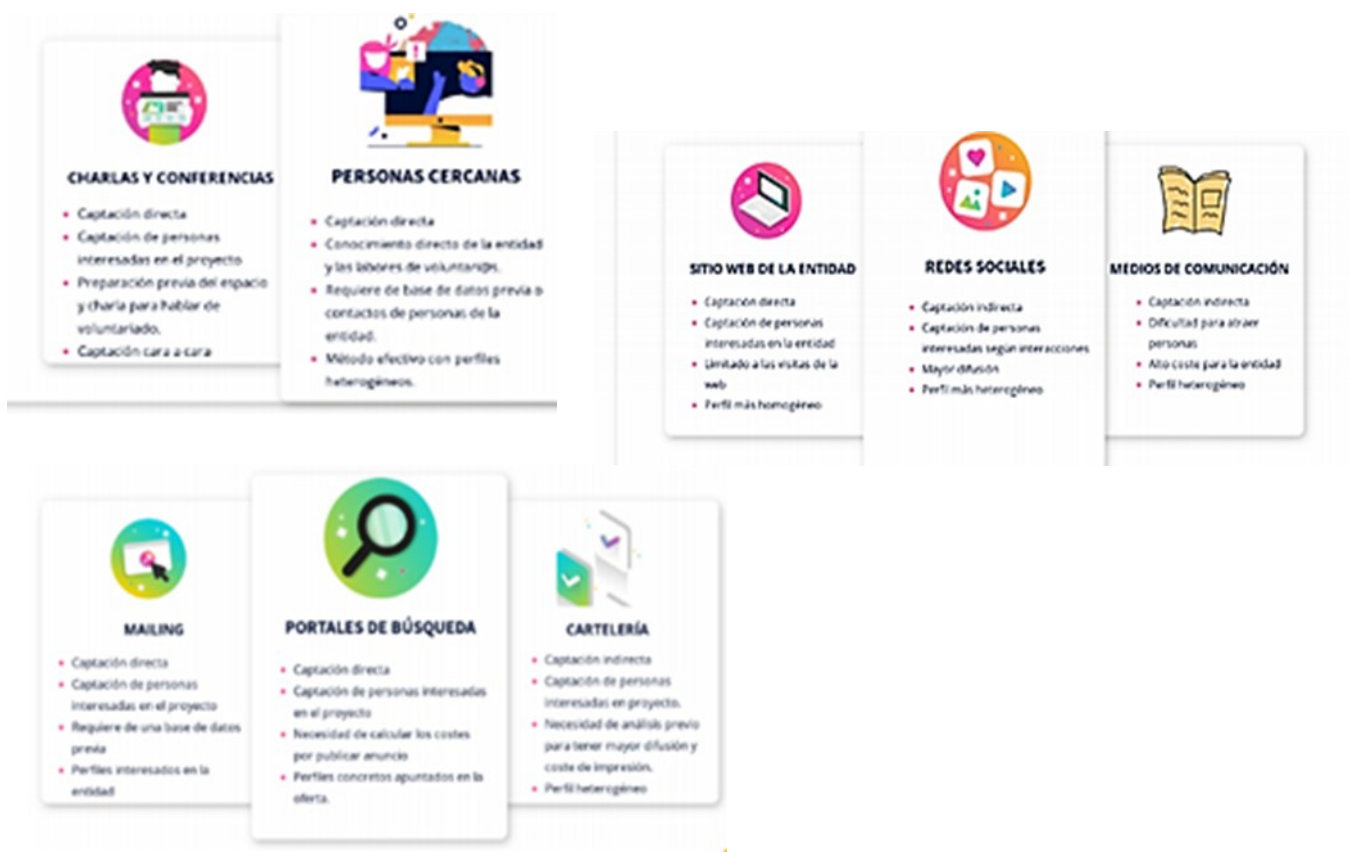 CHARLAS Y CONFERENCIAS
• Captación directa
• Captación de personas
interesadas en el proyecto
• Preparación previa del espacio
y charla para hablar de
voluntariado.
• Captación cara a cara
PERSONAS CERCANAS
• Captación directa
• Conocimiento directo de la entidad
y las labores de voluntari@s.
• Requiere de base de datos previa o
contactos de personas de la
entidad.
• Método efectivo con perfiles
heterogéneos.
SITIO WEB DE LA ENTIDAD
• Captación directa
• Captación de personas
interesadas en la entidad
• Limitado a las visitas de la
web
• Perfil más homogéneo
REDES SOCIALES
• Captación indirecta
• Captación de personas
interesadas según interacciones
• Mayor difusión
• Perfil más heterogéneo
MEDIOS DE COMUNICACIÓN
• Captación indirecta
• Dificultad para atraer
personas
• Alto coste para la entidad
• Perfil heterogéneo
MAILING
• Captación directa
• Captación de personas
interesadas en el proyecto
• Requiere de una base de datos
previa
• Perfiles interesados en la
entidad
PORTALES DE BÚSQUEDA
• Captación directa
• Captación de personas interesadas
en el proyecto
• Necesidad de calcular los costes
por publicar anuncio
• Perfiles concretos apuntados en la
oferta.
CARTELERÍA
• Captación indirecta
• Captación de personas
interesadas en proyecto.
• Necesidad de análisis previo
para tener mayor difusión y
coste de impresión.
• Perfil heterogéneo